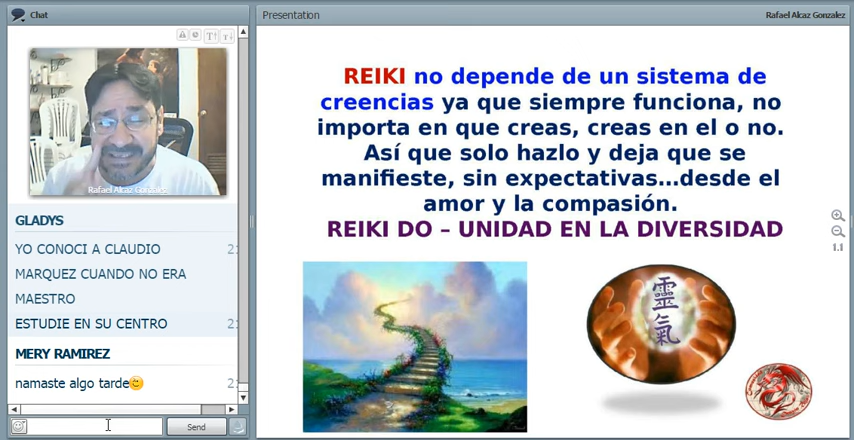 Chat
Presentation
Rafael Alcaz Gonzalez
Rafael Alcaz González
GLADYS
YO CONOCI A CLAUDIO
MARQUEZ CUANDO NO ERA
MAESTRO
ESTUDIE EN SU CENTRO
MERY RAMIREZ
namaste algo tarde
Send
REIKI no depende de un sistema de
creencias ya que siempre funciona, no
importa en que creas, creas en el o no.
Así que solo hazlo y deja que se
manifieste, sin expectativas...desde el
amor y la compasión.
REIKI DO – UNIDAD EN LA DIVERSIDAD
靈
氣
1.1